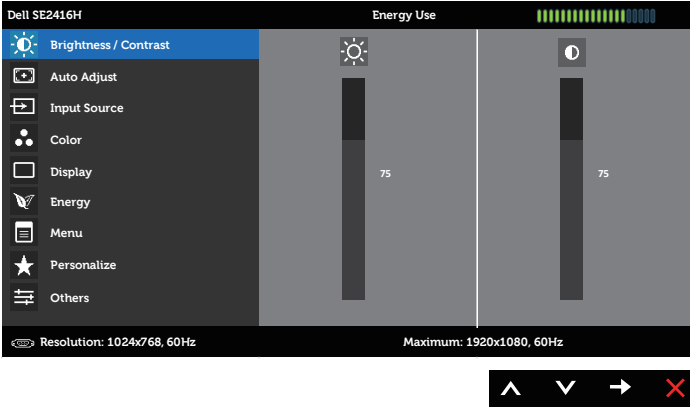 Dell SE2416H Energy Use
Brightness / Contrast
Auto Adjust
Input Source
Color
Display
75 75
Energy
Menu
Personalize
Others
Resolution: 1024x768, 60Hz Maximum: 1920x1080, 60Hz